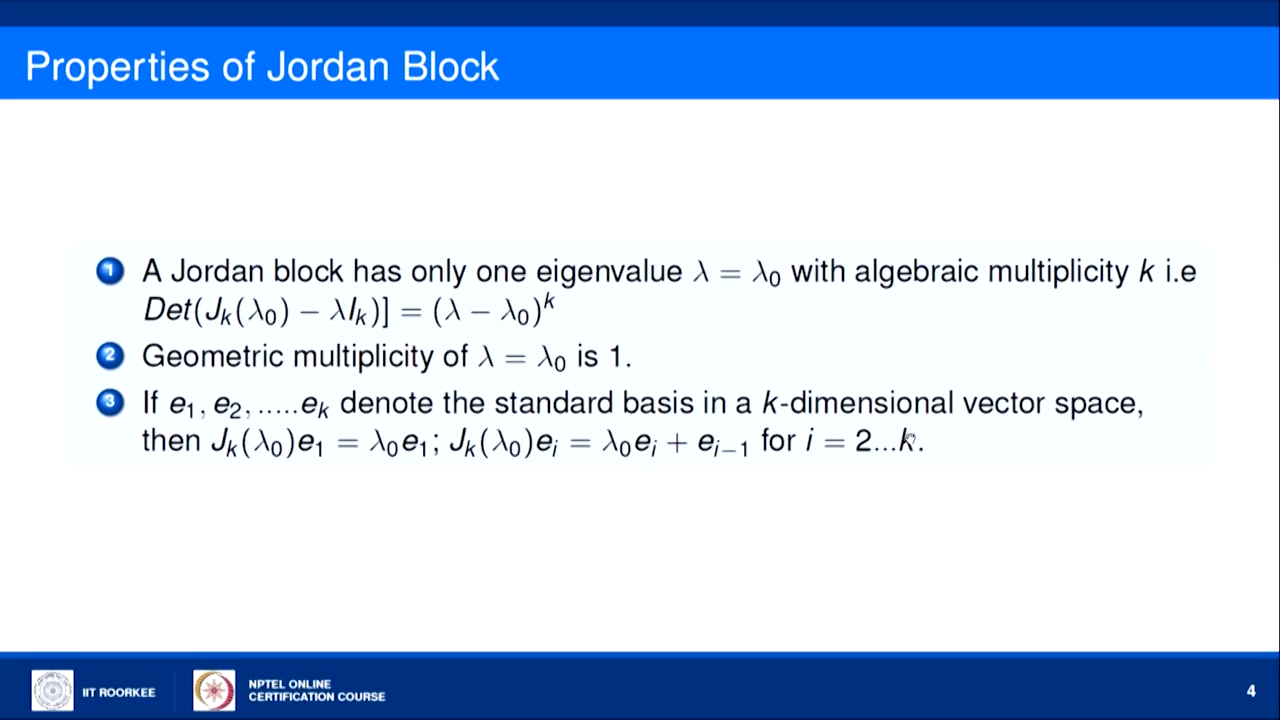 Properties of Jordan Block
1 A Jordan block has only one eigenvalue λ = λ₀ with algebraic multiplicity k i.e
Det(Jₖ(λ₀) − λIₖ)] = (λ − λ₀)ᵏ
2 Geometric multiplicity of λ = λ₀ is 1.
3 If e₁, e₂, .....eₖ denote the standard basis in a k-dimensional vector space,
then Jₖ(λ₀)e₁ = λ₀e₁; Jₖ(λ₀)eᵢ = λ₀eᵢ + eᵢ₋₁ for i = 2...k.
IIT ROORKEE
NPTEL ONLINE
CERTIFICATION COURSE
4